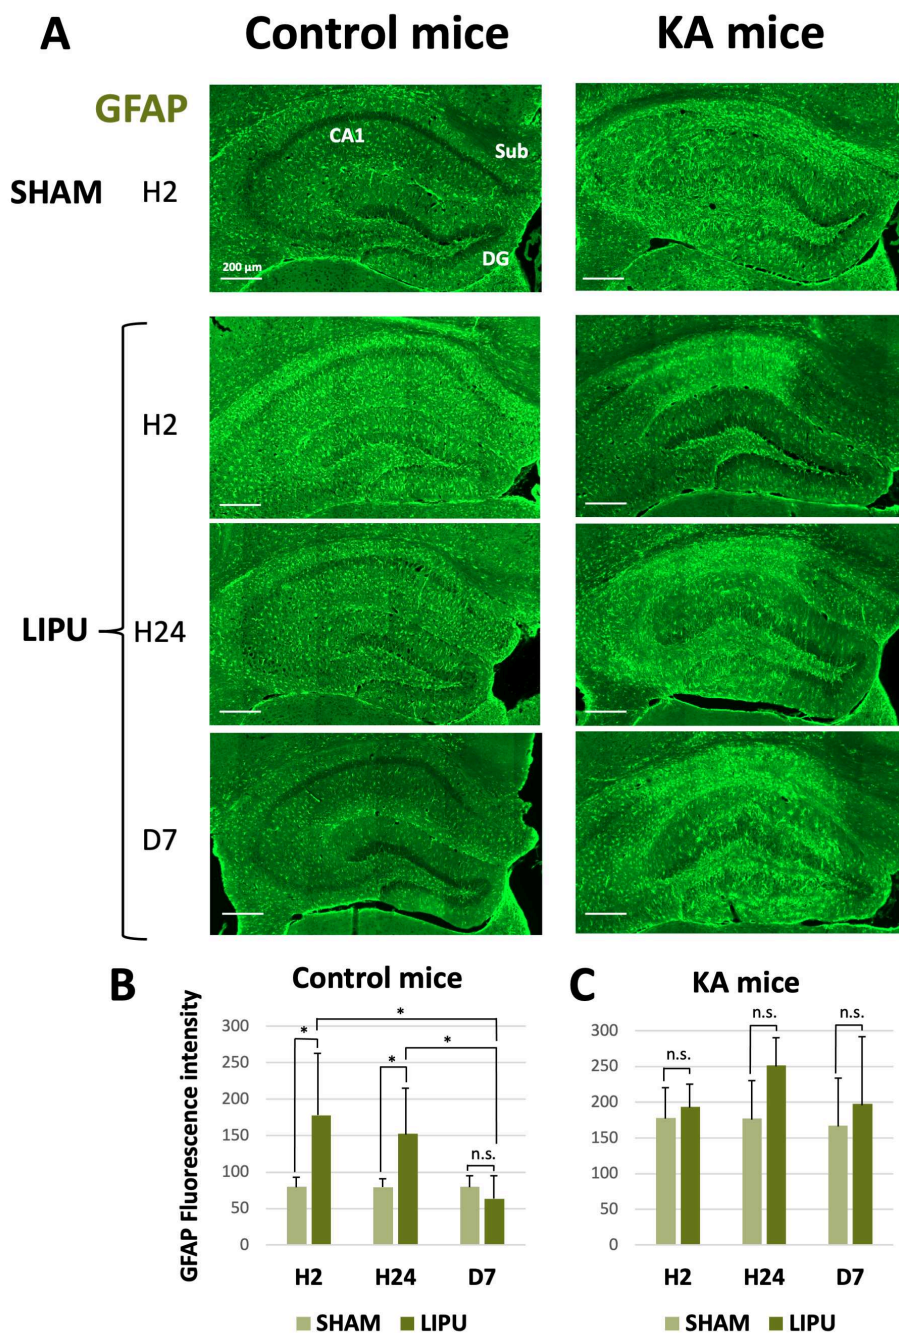 A
Control mice
KA mice
GFAP
CA1
Sub
SHAM H2
DG
200 µm
H2
LIPU H24
D7
B
Control mice
C
KA mice
GFAP Fluorescence intensity
300
250
200
150
100
50
0
*
*
*
*
n.s.
H2 H24 D7
SHAM LIPU
300
250
200
150
100
50
0
n.s.
n.s.
n.s.
H2 H24 D7
SHAM LIPU